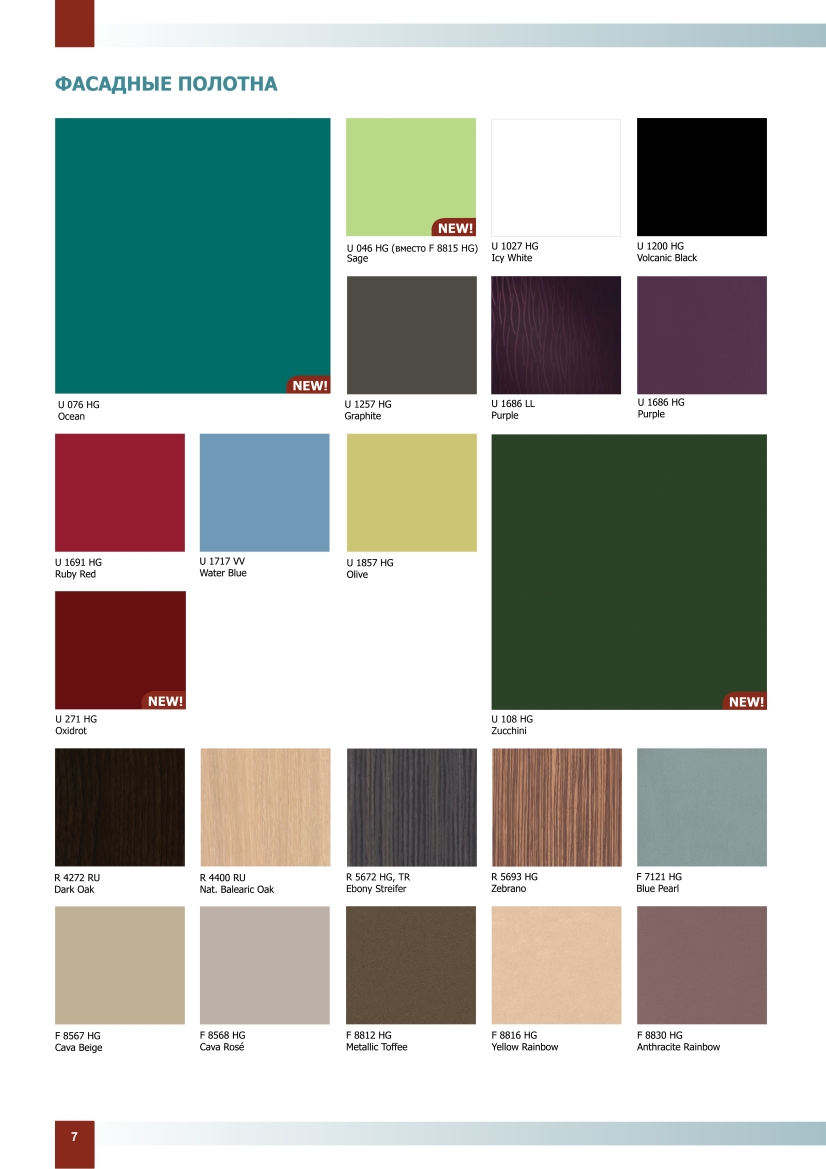 ФАСАДНЫЕ ПОЛОТНА
NEW!
U 076 HG
Ocean
NEW!
U 046 HG (вместо F 8815 HG)
Sage
U 1027 HG
Icy White
U 1200 HG
Volcanic Black
U 1257 HG
Graphite
U 1686 LL
Purple
U 1686 HG
Purple
U 1691 HG
Ruby Red
U 1717 VV
Water Blue
U 1857 HG
Olive
NEW!
U 271 HG
Oxidrot
NEW!
U 108 HG
Zucchini
R 4272 RU
Dark Oak
R 4400 RU
Nat. Balearic Oak
R 5672 HG, TR
Ebony Streifer
R 5693 HG
Zebrano
F 7121 HG
Blue Pearl
F 8567 HG
Cava Beige
F 8568 HG
Cava Rosé
F 8812 HG
Metallic Toffee
F 8816 HG
Yellow Rainbow
F 8830 HG
Anthracite Rainbow
7